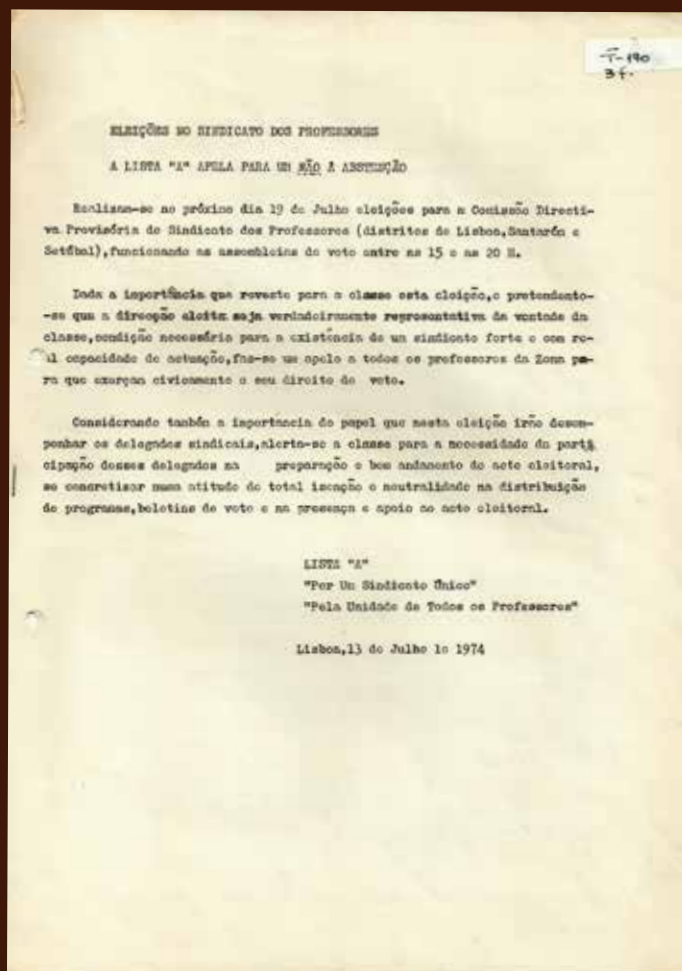 T-190
3 f.
ELEIÇÕES NO SINDICATO DOS PROFESSORES
A LISTA "A" APELA PARA UM NÃO À ABSTENÇÃO
Realizam-se no próximo dia 19 de Julho eleições para a Comissão Directi-
va Provisória do Sindicato dos Professores (distritos de Lisboa,Santarém e
Setúbal),funcionando as assembleias de voto entre as 15 e as 20 H.
Dada a importância que reveste para a classe esta eleição,e pretendento-
-se que a direcção eleita seja verdadeiramente representativa da vontade da
classe,condição necessária para a existência de um sindicato forte e com re-
al capacidade de actuação,faz-se um apelo a todos os professores da Zona pa-
ra que exerçam civicamente o seu direito de voto.
Considerando também a importancia do papel que nesta eleição irão desem-
penhar os delegados sindicais,alerta-se a classe para a necessidade da parti
cipação desses delegados na preparação e bom andamento do acto eleitoral,
se concretizar numa atitude de total isenção e neutralidade na distribuição
de programas,boletins de voto e na presença e apoio ao acto eleitoral.
LISTA "A"
"Por Um Sindicato Único"
"Pela Unidade de Todos os Professores"
Lisboa,13 de Julho 1e 1974